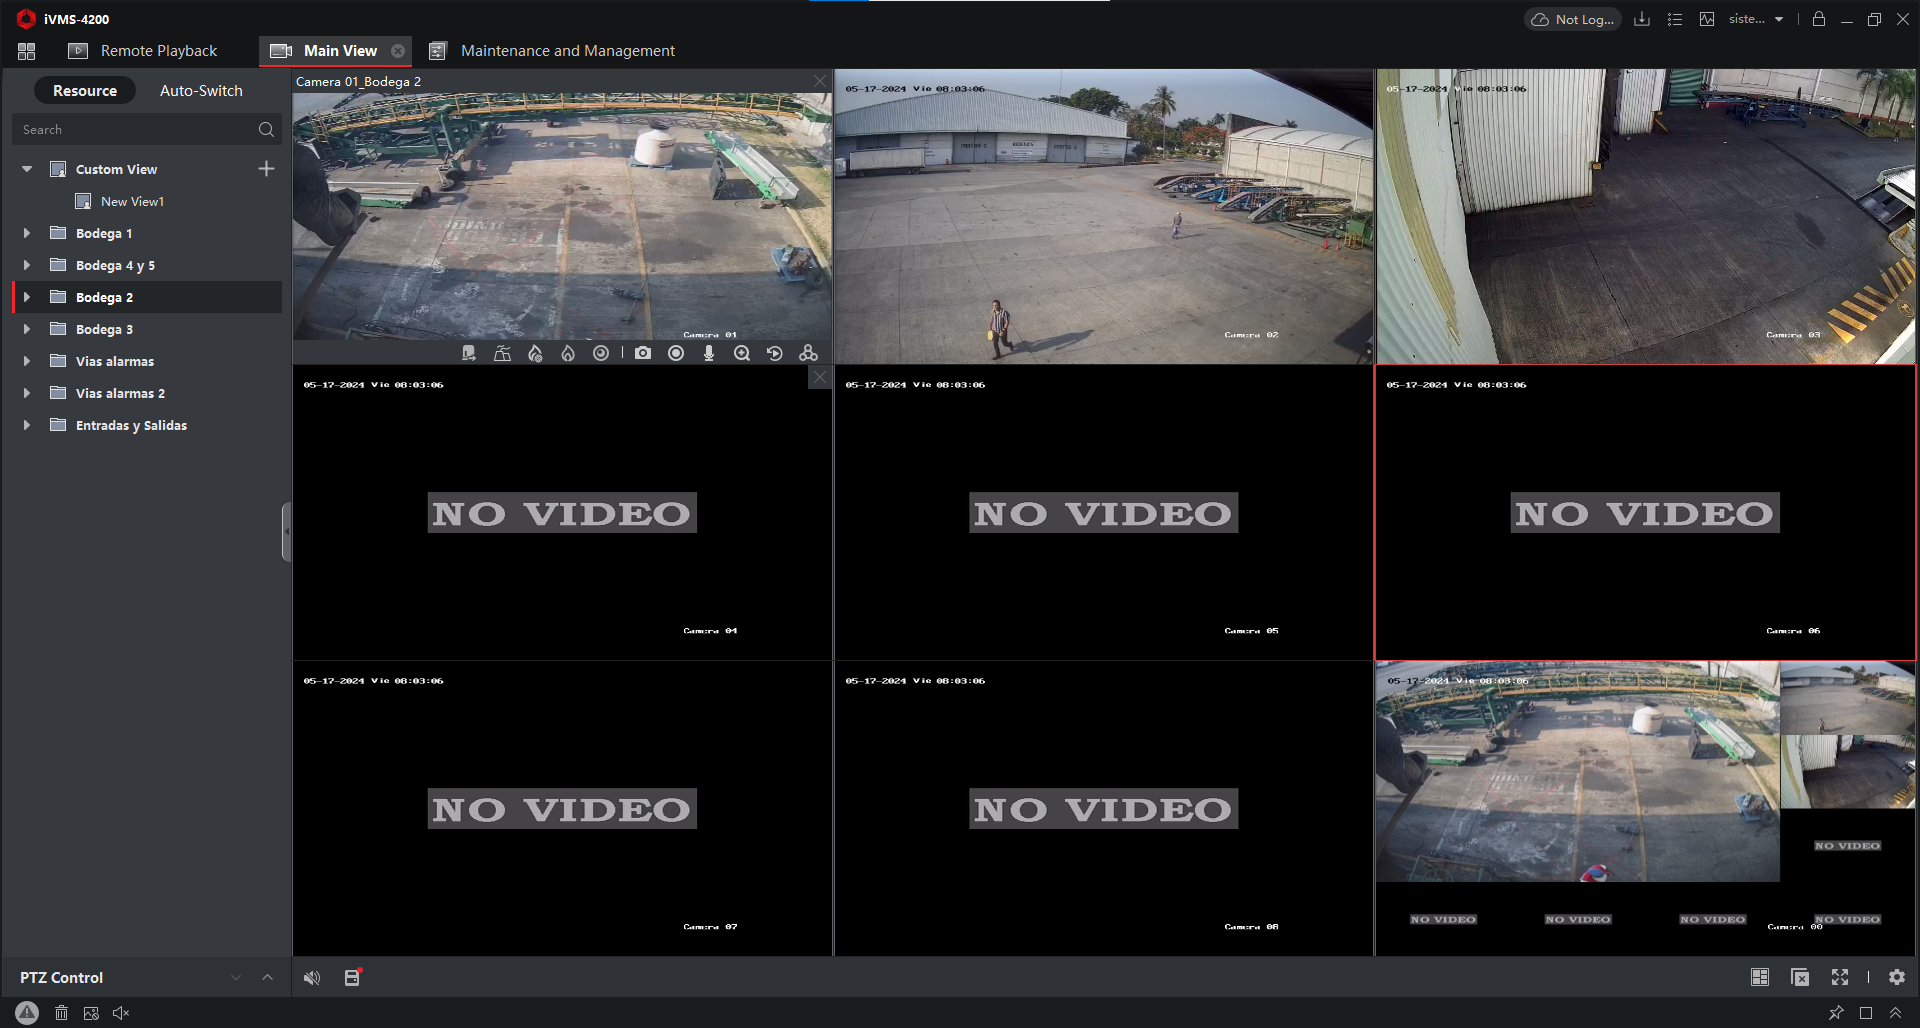 iVMS-4200
Not Log...
siste...
Remote Playback
Main View
Maintenance and Management
Resource
Auto-Switch
Search
Custom View
New View1
Bodega 1
Bodega 4 y 5
Bodega 2
Bodega 3
Vias alarmas
Vias alarmas 2
Entradas y Salidas
PTZ Control
Camera 01_Bodega 2
Camera 01
05-17-2024 Vie 08:03:06
Camera 02
05-17-2024 Vie 08:03:06
Camera 03
05-17-2024 Vie 08:03:06
NO VIDEO
Camera 04
05-17-2024 Vie 08:03:06
NO VIDEO
Camera 05
05-17-2024 Vie 08:03:06
NO VIDEO
Camera 06
05-17-2024 Vie 08:03:06
NO VIDEO
Camera 07
05-17-2024 Vie 08:03:06
NO VIDEO
Camera 08
05-17-2024 Vie 08:03:06
NO VIDEO
NO VIDEO
NO VIDEO
NO VIDEO
NO VIDEO
Camera 00